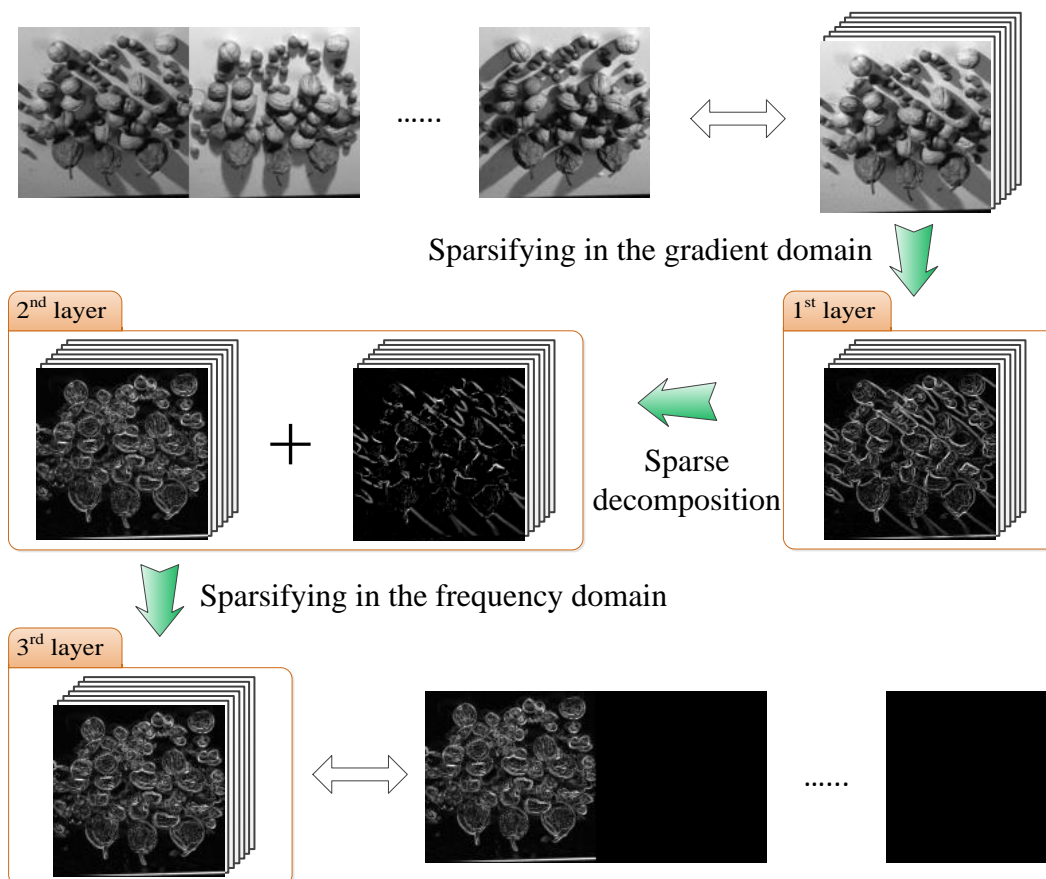 ......
Sparsifying in the gradient domain
2nd layer
1st layer
+
Sparse
decomposition
Sparsifying in the frequency domain
3rd layer
......